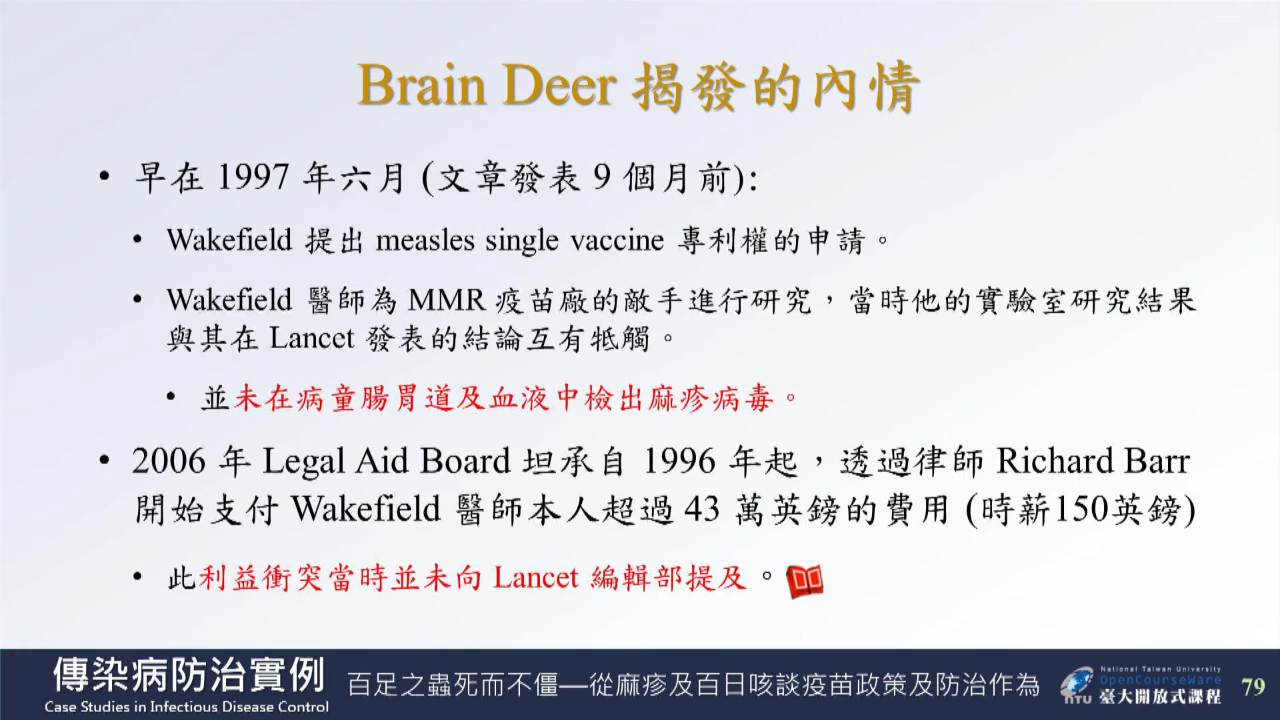 Brain Deer 揭發的內情
• 早在 1997 年六月 (文章發表 9 個月前):
• Wakefield 提出 measles single vaccine 專利權的申請。
• Wakefield 醫師為 MMR 疫苗廠的敵手進行研究，當時他的實驗室研究結果
與其在 Lancet 發表的結論互有牴觸。
• 並未在病童腸胃道及血液中檢出麻疹病毒。
• 2006 年 Legal Aid Board 坦承自 1996 年起，透過律師 Richard Barr
開始支付 Wakefield 醫師本人超過 43 萬英鎊的費用 (時薪150英鎊)
• 此利益衝突當時並未向 Lancet 編輯部提及。
傳染病防治實例
Case Studies in Infectious Disease Control
百足之蟲死而不僵—從麻疹及百日咳談疫苗政策及防治作為
NTU
National Taiwan University
OpenCourseWare
臺大開放式課程
79